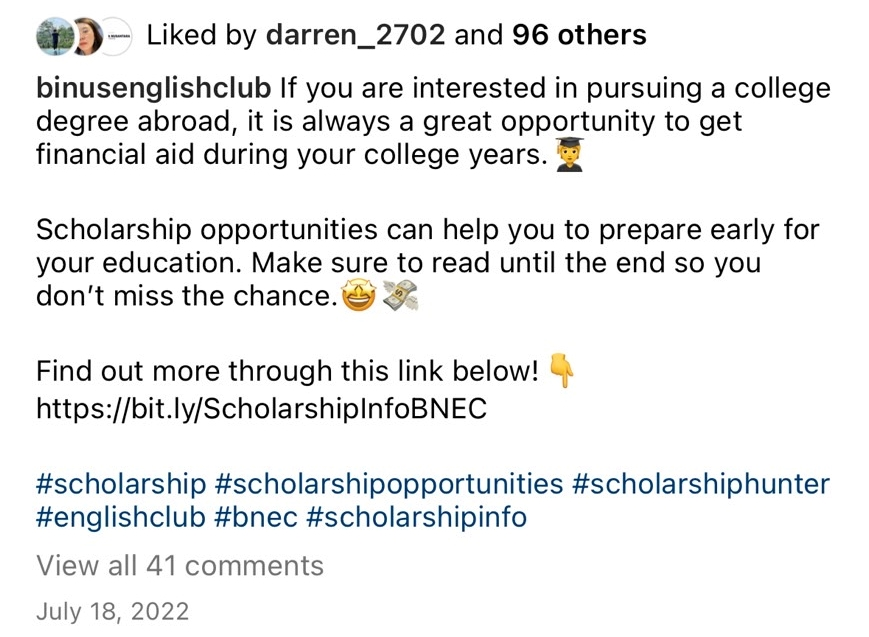 Liked by darren_2702 and 96 others
binusenglishclub If you are interested in pursuing a college
degree abroad, it is always a great opportunity to get
financial aid during your college years.👩‍🎓
Scholarship opportunities can help you to prepare early for
your education. Make sure to read until the end so you
don’t miss the chance.🤩💸
Find out more through this link below! 👇
https://bit.ly/ScholarshipInfoBNEC
#scholarship #scholarshipopportunities #scholarshiphunter
#englishclub #bnec #scholarshipinfo
View all 41 comments
July 18, 2022